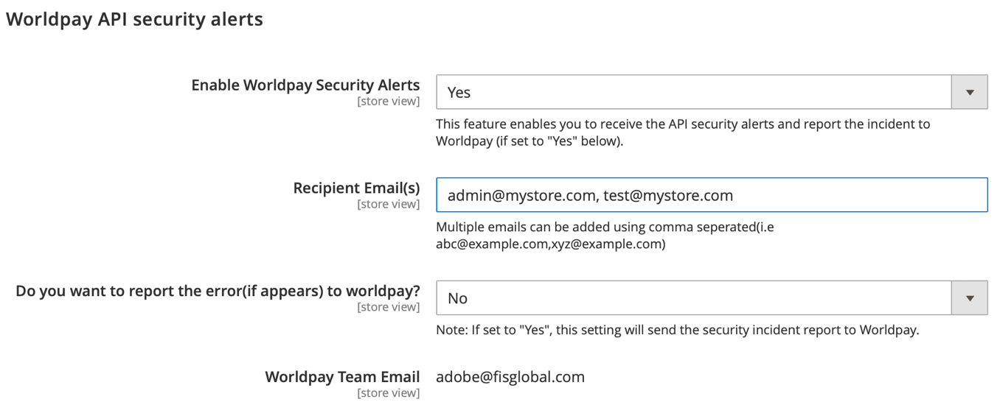 Worldpay API security alerts
Enable Worldpay Security Alerts
[store view]
Yes
This feature enables you to receive the API security alerts and report the incident to
Worldpay (if set to "Yes" below).
Recipient Email(s)
[store view]
admin@mystore.com, test@mystore.com
Multiple emails can be added using comma seperated(i.e
abc@example.com,xyz@example.com)
Do you want to report the error(if appears) to worldpay?
[store view]
No
Note: If set to "Yes", this setting will send the security incident report to Worldpay.
Worldpay Team Email
[store view]
adobe@fisglobal.com